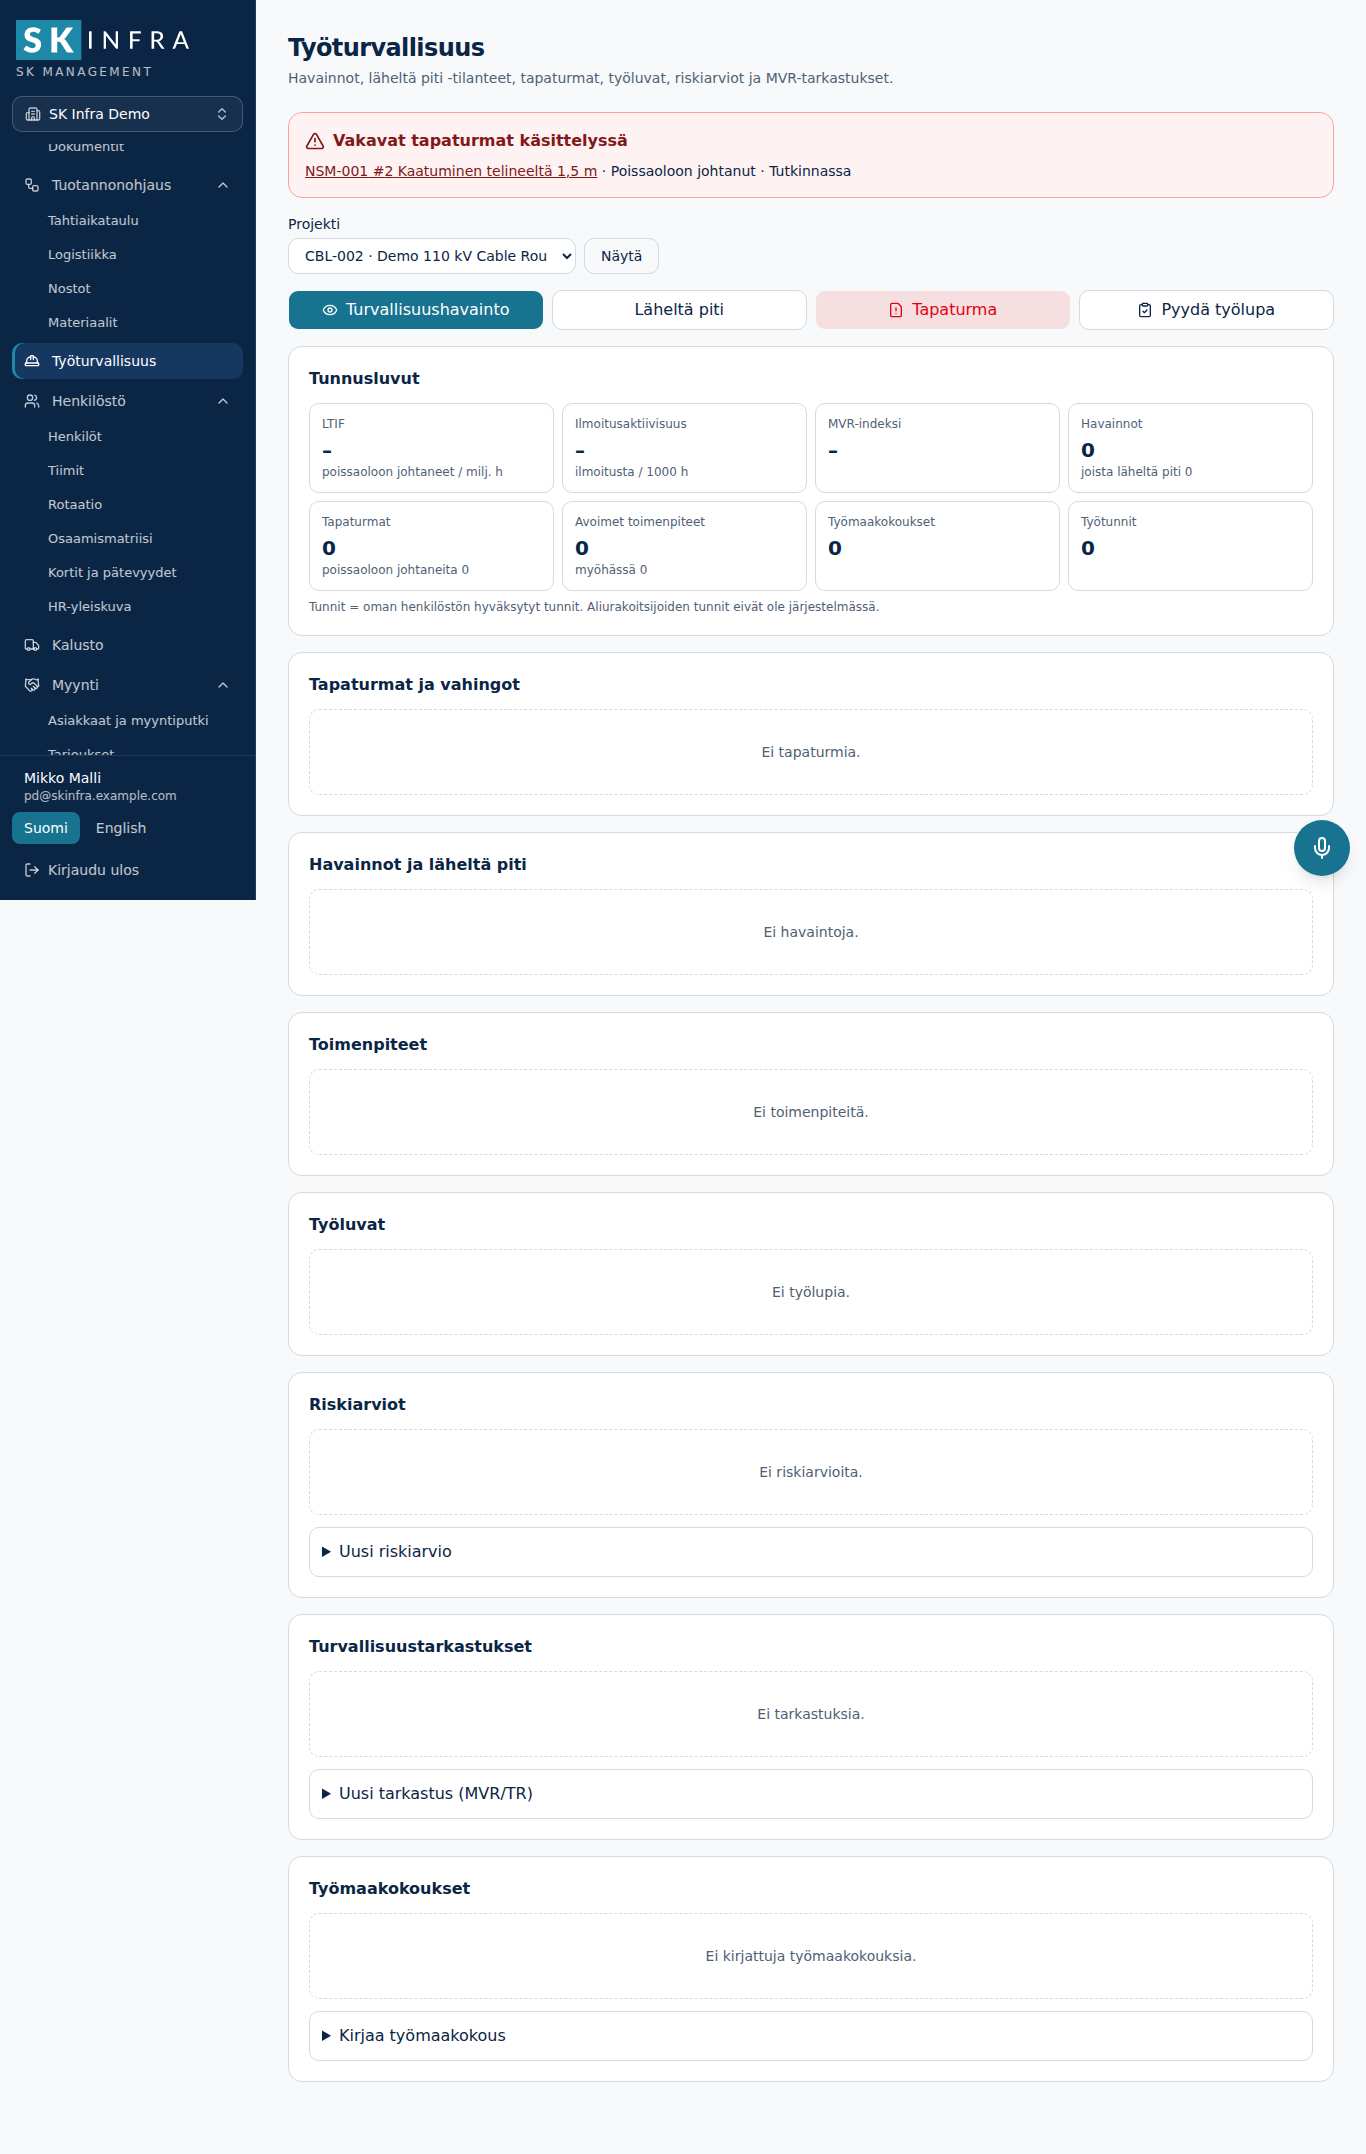 SK INFRA
SK MANAGEMENT
SK Infra Demo
Dokumentit
Tuotannonohjaus
Tahtiaikataulu
Logistiikka
Nostot
Materiaalit
Työturvallisuus
Henkilöstö
Henkilöt
Tiimit
Rotaatio
Osaamismatriisi
Kortit ja pätevyydet
HR-yleiskuva
Kalusto
Myynti
Asiakkaat ja myyntiputki
Tarjoukset
Mikko Malli
pd@skinfra.example.com
Suomi English
Kirjaudu ulos
Työturvallisuus
Havainnot, läheltä piti -tilanteet, tapaturmat, työluvat, riskiarviot ja MVR-tarkastukset.
Vakavat tapaturmat käsittelyssä
NSM-001 #2 Kaatuminen telineeltä 1,5 m · Poissaoloon johtanut · Tutkinnassa
Projekti
CBL-002 · Demo 110 kV Cable Rou Näytä
Turvallisuushavainto Läheltä piti Tapaturma Pyydä työlupa
Tunnusluvut
LTIF
–
poissaoloon johtaneet / milj. h
Ilmoitusaktiivisuus
–
ilmoitusta / 1000 h
MVR-indeksi
–
Havainnot
0
joista läheltä piti 0
Tapaturmat
0
poissaoloon johtaneita 0
Avoimet toimenpiteet
0
myöhässä 0
Työmaakokoukset
0
Työtunnit
0
Tunnit = oman henkilöstön hyväksytyt tunnit. Aliurakoitsijoiden tunnit eivät ole järjestelmässä.
Tapaturmat ja vahingot
Ei tapaturmia.
Havainnot ja läheltä piti
Ei havaintoja.
Toimenpiteet
Ei toimenpiteitä.
Työluvat
Ei työlupia.
Riskiarviot
Ei riskiarvioita.
Uusi riskiarvio
Turvallisuustarkastukset
Ei tarkastuksia.
Uusi tarkastus (MVR/TR)
Työmaakokoukset
Ei kirjattuja työmaakokouksia.
Kirjaa työmaakokous